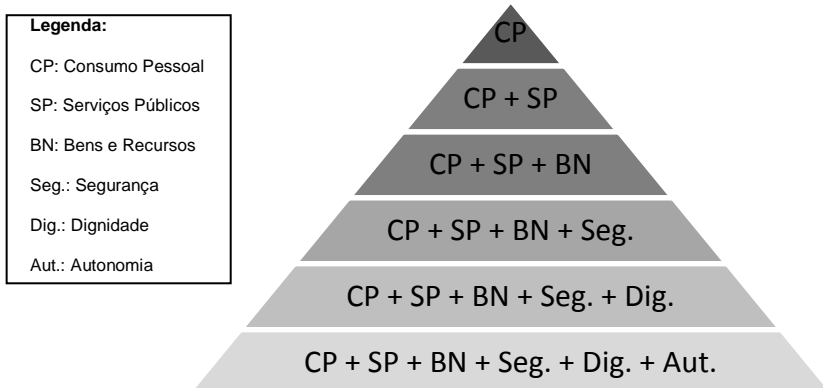 Legenda:
CP: Consumo Pessoal
SP: Serviços Públicos
BN: Bens e Recursos
Seg.: Segurança
Dig.: Dignidade
Aut.: Autonomia
CP
CP + SP
CP + SP + BN
CP + SP + BN + Seg.
CP + SP + BN + Seg. + Dig.
CP + SP + BN + Seg. + Dig. + Aut.